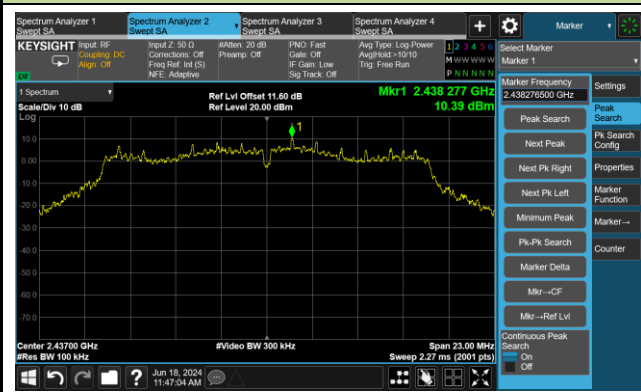 Spectrum Analyzer 1
Swept SA
Spectrum Analyzer 2
Swept SA
Spectrum Analyzer 3
Swept SA
Spectrum Analyzer 4
Swept SA
+
Marker
KEYSIGHT
Input: RF
Coupling: DC
Align: Off
Input Z: 50 Ω
Corrections: Off
Freq Ref: Int (S)
NFE: Adaptive
#Atten: 20 dB
Preamp: Off
PNO: Fast
Gate: Off
IF Gain: Low
Sig Track: Off
Avg Type: Log-Power
Avg|Hold:>10/10
Trig: Free Run
1 2 3 4 5 6
M W W W W W
P N N N N N
Select Marker
Marker 1
1 Spectrum
Scale/Div 10 dB
Ref Lvl Offset 11.60 dB
Ref Level 20.00 dBm
Mkr1 2.438 277 GHz
10.39 dBm
Log
10.0
0.00
-10.0
-20.0
-30.0
-40.0
-50.0
-60.0
-70.0
1
Center 2.43700 GHz
#Res BW 100 kHz
#Video BW 300 kHz
Span 23.00 MHz
Sweep 2.27 ms (2001 pts)
Marker Frequency
2.438276500 GHz
Peak Search
Next Peak
Next Pk Right
Next Pk Left
Minimum Peak
Pk-Pk Search
Marker Delta
Mkr→CF
Mkr→Ref Lvl
Continuous Peak
Search
On
Off
Settings
Peak
Search
Pk Search
Config
Properties
Marker
Function
Marker→
Counter
?
Jun 18, 2024
11:47:04 AM